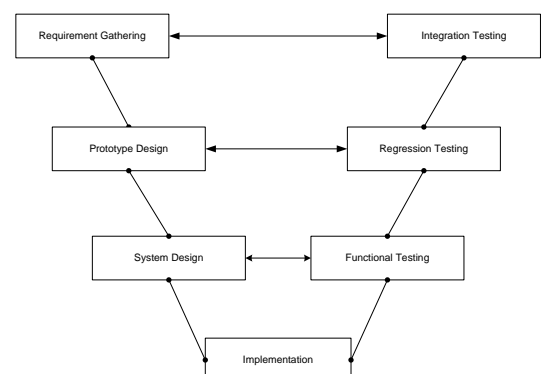 Requirement Gathering
Integration Testing
Prototype Design
Regression Testing
System Design
Functional Testing
Implementation